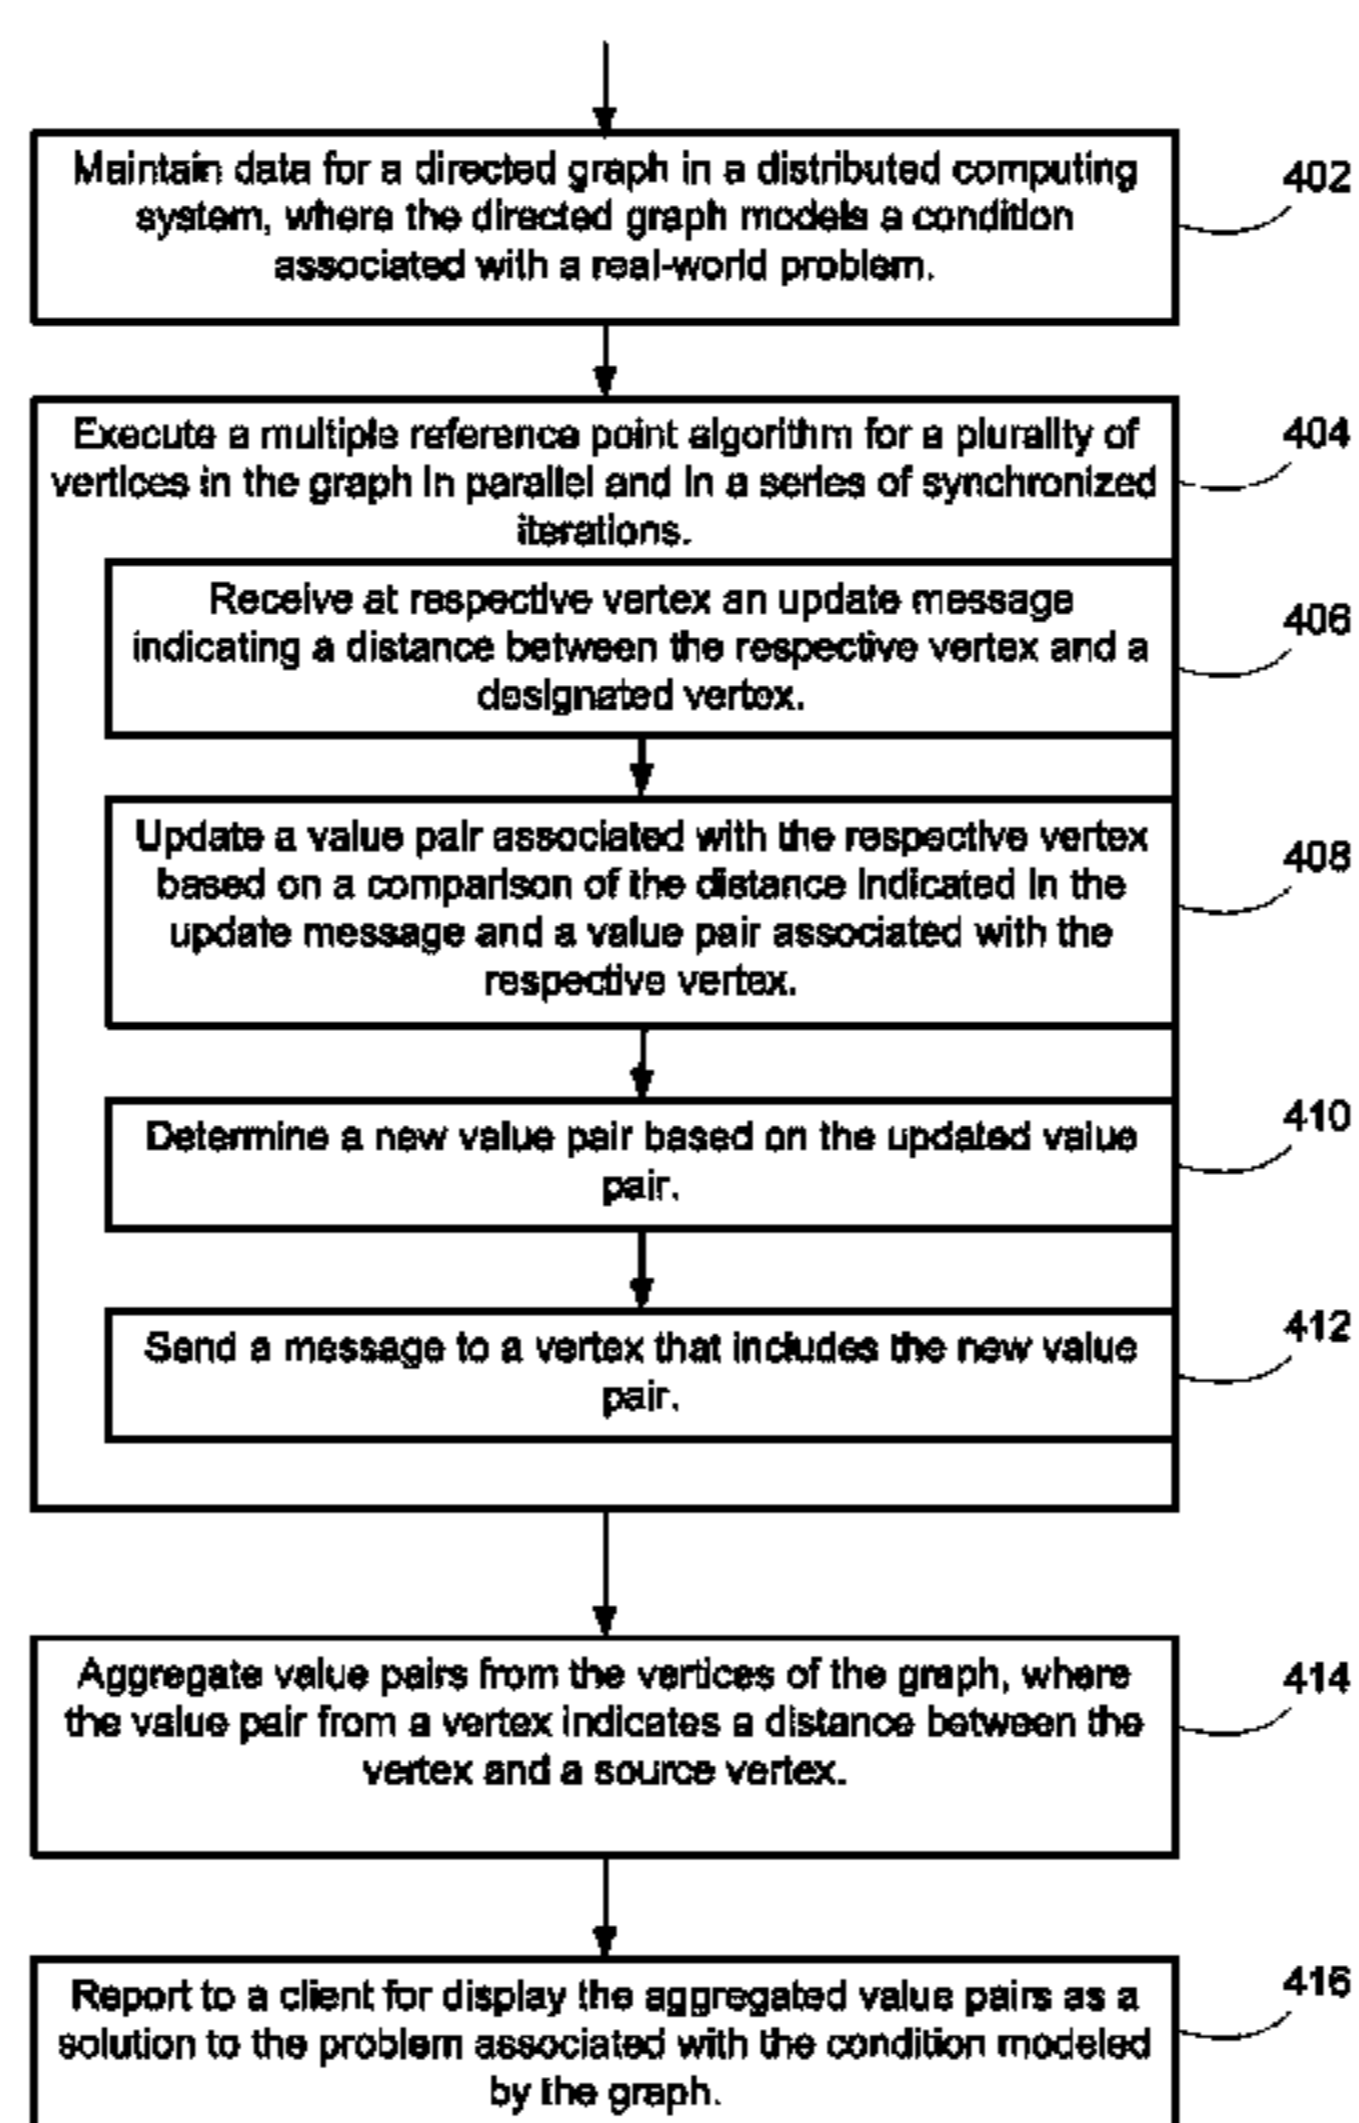 Maintain data for a directed graph in a distributed computing
system, where the directed graph models a condition
associated with a real-world problem.
402
Execute a multiple reference point algorithm for a plurality of
vertices in the graph in parallel and in a series of synchronized
iterations.
404
Receive at respective vertex an update message
indicating a distance between the respective vertex and a
designated vertex.
406
Update a value pair associated with the respective vertex
based on a comparison of the distance indicated in the
update message and a value pair associated with the
respective vertex.
408
Determine a new value pair based on the updated value
pair.
410
Send a message to a vertex that includes the new value
pair.
412
Aggregate value pairs from the vertices of the graph, where
the value pair from a vertex indicates a distance between the
vertex and a source vertex.
414
Report to a client for display the aggregated value pairs as a
solution to the problem associated with the condition modeled
by the graph.
416